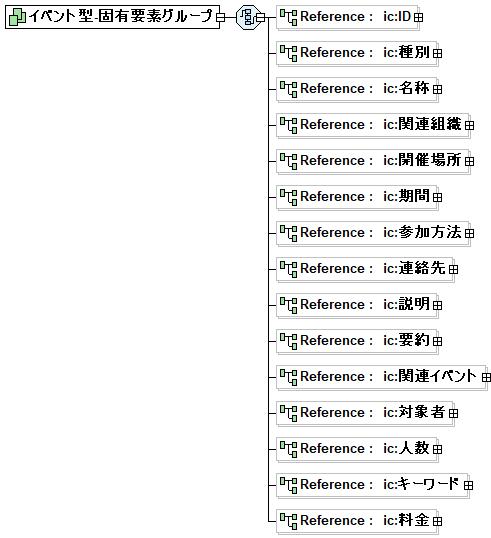 イベント型-固有要素グループ
Reference : ic:ID
Reference : ic:種別
Reference : ic:名称
Reference : ic:関連組織
Reference : ic:開催場所
Reference : ic:期間
Reference : ic:参加方法
Reference : ic:連絡先
Reference : ic:説明
Reference : ic:要約
Reference : ic:関連イベント
Reference : ic:対象者
Reference : ic:人数
Reference : ic:キーワード
Reference : ic:料金